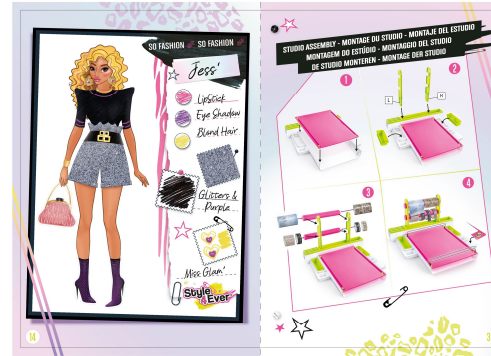 SO FASHION SO FASHION
Jess'
LipStick
Eye Shadow
Blond Hair
Glitters &
Purple
Miss Glam'
Style
4
Ever
14
STUDIO ASSEMBLY - MONTAGE DU STUDIO - MONTAJE DEL ESTUDIO
MONTAGEM DO ESTÚDIO - MONTAGGIO DEL STUDIO
DE STUDIO MONTEREN - MONTAGE DER STUDIO
1
2
L
R
3
4
3